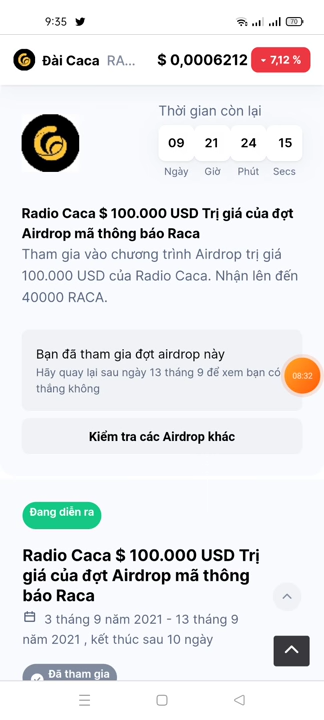 9:35
70
Đài Caca RA... $ 0,0006212 7,12 %
Thời gian còn lại
09 21 24 15
Ngày Giờ Phút Secs
Radio Caca $ 100.000 USD Trị giá của đợt
Airdrop mã thông báo Raca
Tham gia vào chương trình Airdrop trị giá
100.000 USD của Radio Caca. Nhận lên đến
40000 RACA.
Bạn đã tham gia đợt airdrop này
Hãy quay lại sau ngày 13 tháng 9 để xem bạn có
thắng không
08:32
Kiểm tra các Airdrop khác
Đang diễn ra
Radio Caca $ 100.000 USD Trị
giá của đợt Airdrop mã thông
báo Raca
3 tháng 9 năm 2021 - 13 tháng 9
năm 2021 , kết thúc sau 10 ngày
Đã tham gia